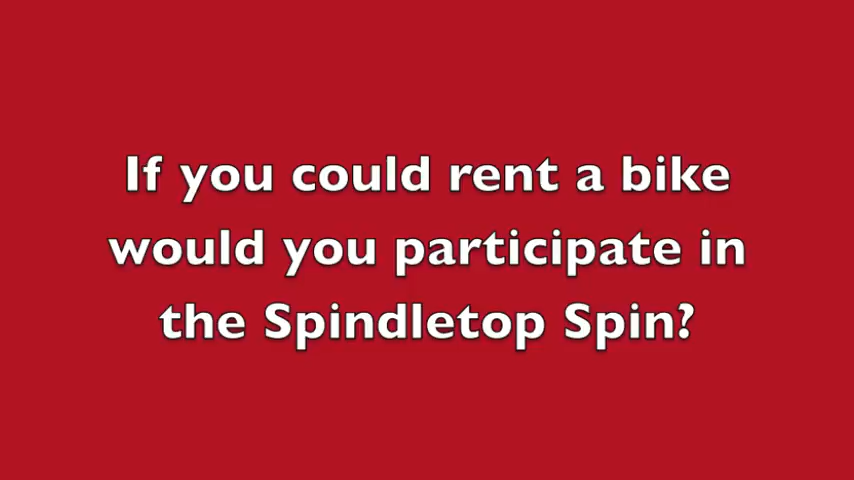 If you could rent a bike
would you participate in
the Spindletop Spin?